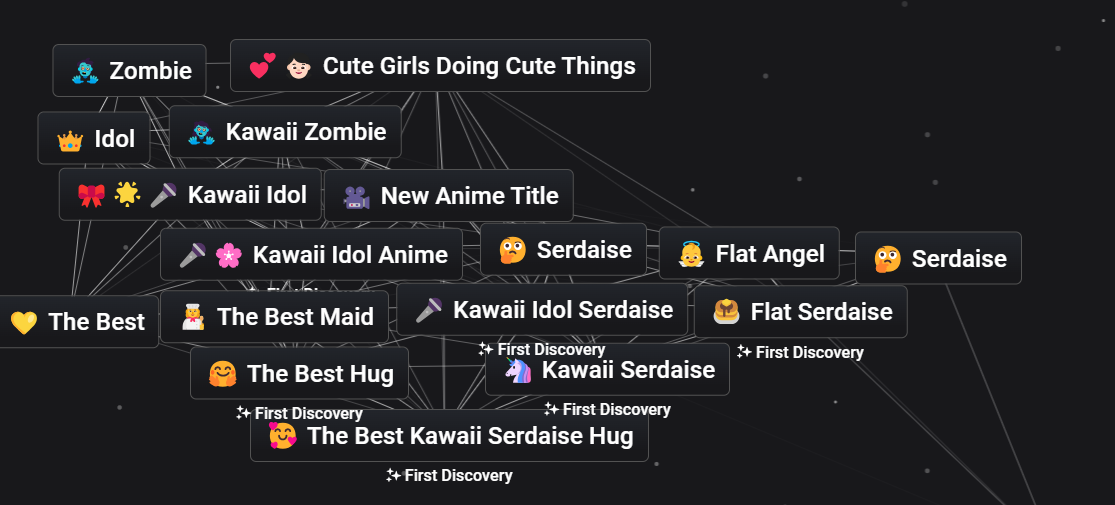 Zombie
Cute Girls Doing Cute Things
Idol
Kawaii Zombie
Kawaii Idol
New Anime Title
Kawaii Idol Anime
Serdaise
Flat Angel
Serdaise
The Best
The Best Maid
Kawaii Idol Serdaise
Flat Serdaise
First Discovery
First Discovery
The Best Hug
Kawaii Serdaise
First Discovery
First Discovery
The Best Kawaii Serdaise Hug
First Discovery